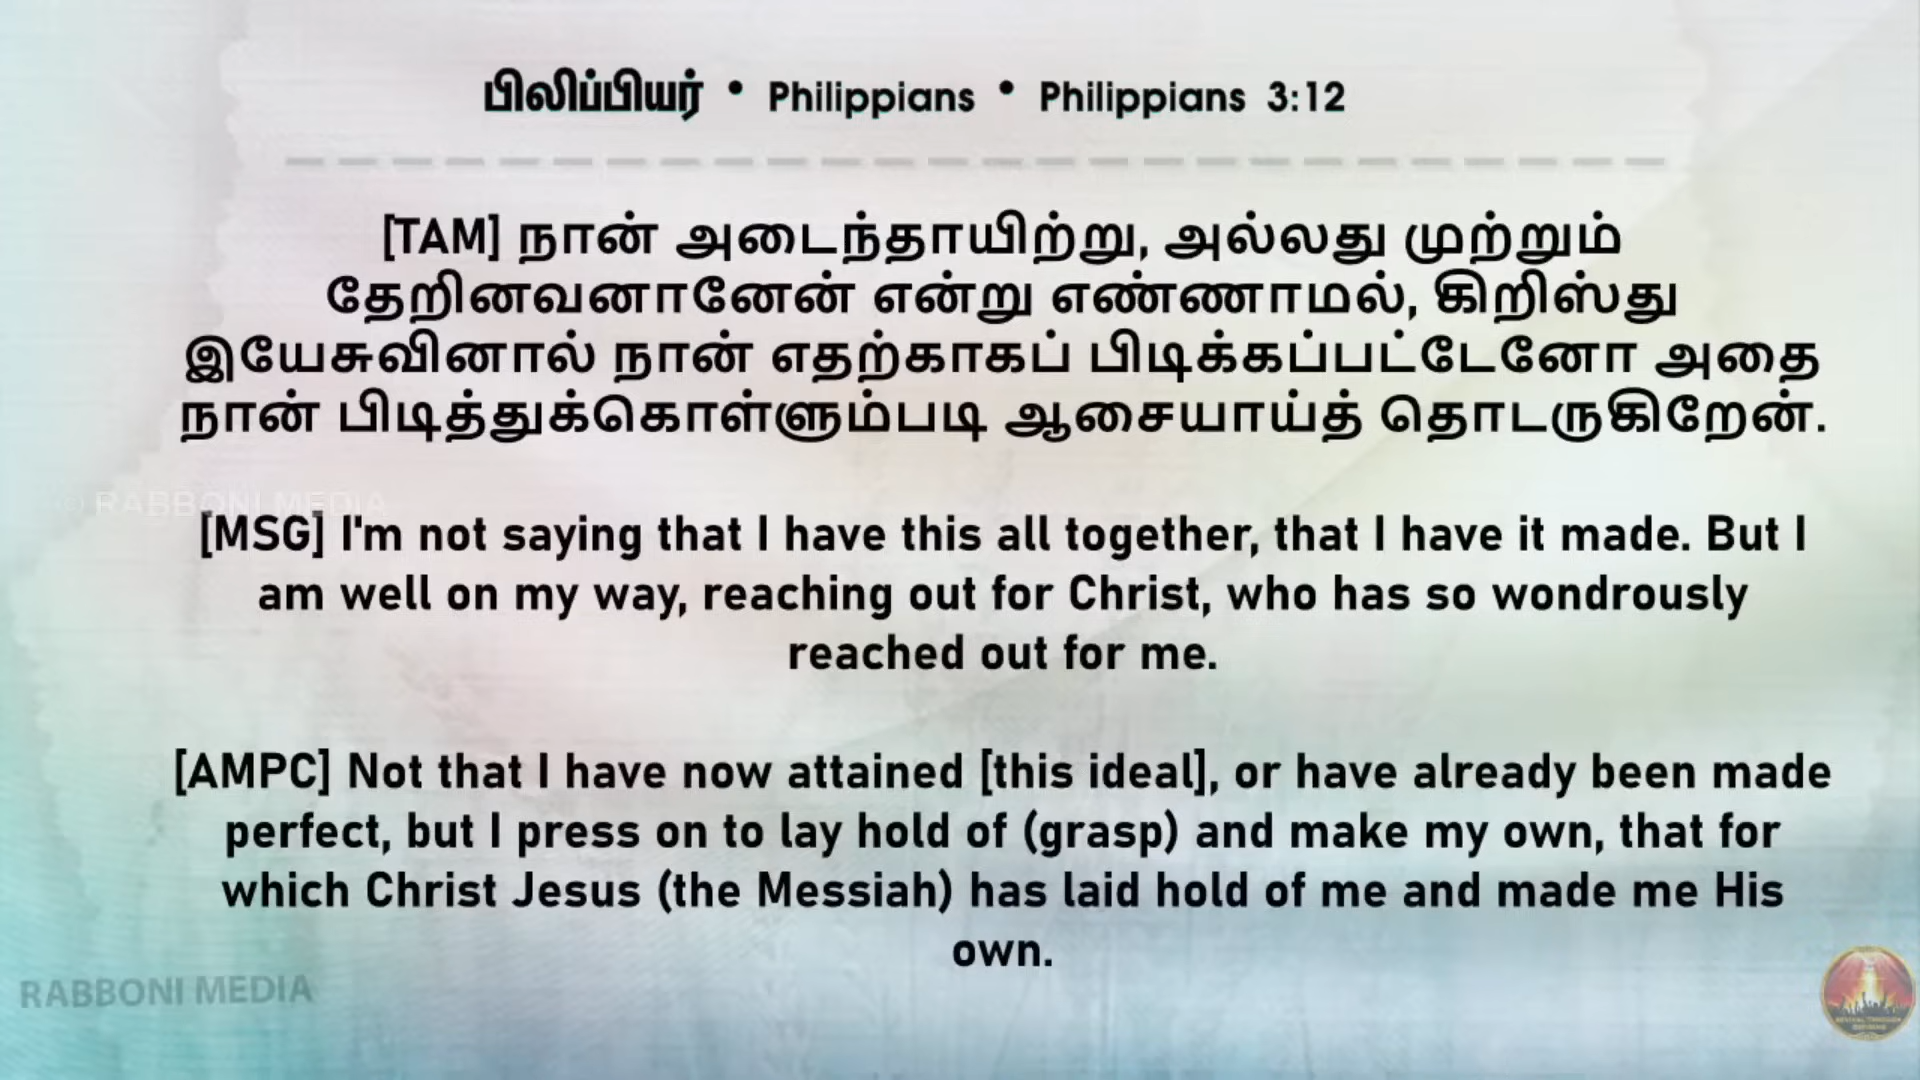 பிலிப்பியர் • Philippians • Philippians 3:12
[TAM] நான் அடைந்தாயிற்று, அல்லது முற்றும்
தேறினவனானேன் என்று எண்ணாமல், கிறிஸ்து
இயேசுவினால் நான் எதற்காகப் பிடிக்கப்பட்டேனோ அதை
நான் பிடித்துக்கொள்ளும்படி ஆசையாய்த் தொடருகிறேன்.
© RABBONI MEDIA
[MSG] I'm not saying that I have this all together, that I have it made. But I
am well on my way, reaching out for Christ, who has so wondrously
reached out for me.
[AMPC] Not that I have now attained [this ideal], or have already been made
perfect, but I press on to lay hold of (grasp) and make my own, that for
which Christ Jesus (the Messiah) has laid hold of me and made me His
own.
RABBONI MEDIA